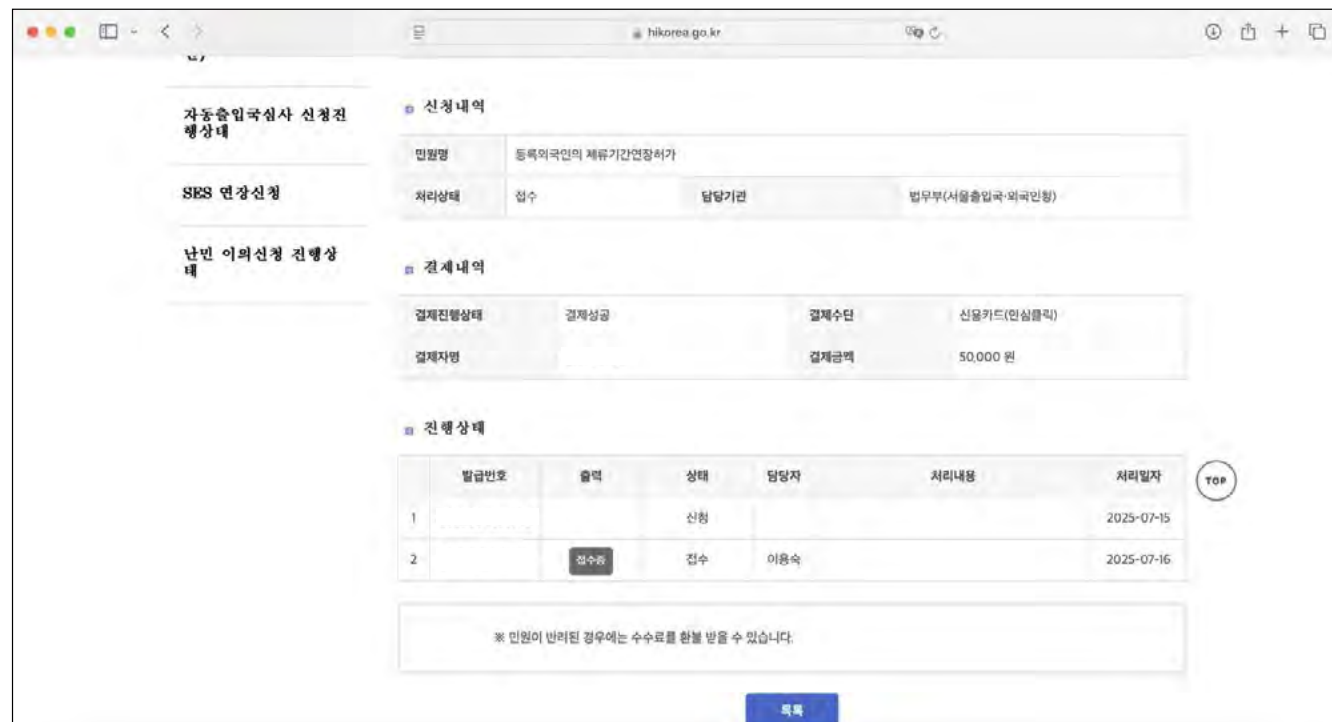 hikorea.go.kr
자동출입국심사 신청진
행상태
SES 연장신청
난민 이의신청 진행상
태
신청내역
민원명 등록외국인의 체류기간연장허가
처리상태 접수 담당기관 법무부(서울출입국·외국인청)
결제내역
결제진행상태 결제성공 결제수단 신용카드(안심클릭)
결제자명 결제금액 50,000 원
진행상태
발급번호 출력 상태 담당자 처리내용 처리일자
1 신청 2025-07-15
2 접수증 접수 이용숙 2025-07-16
TOP
※ 민원이 반려된 경우에는 수수료를 환불 받을 수 있습니다.
목록